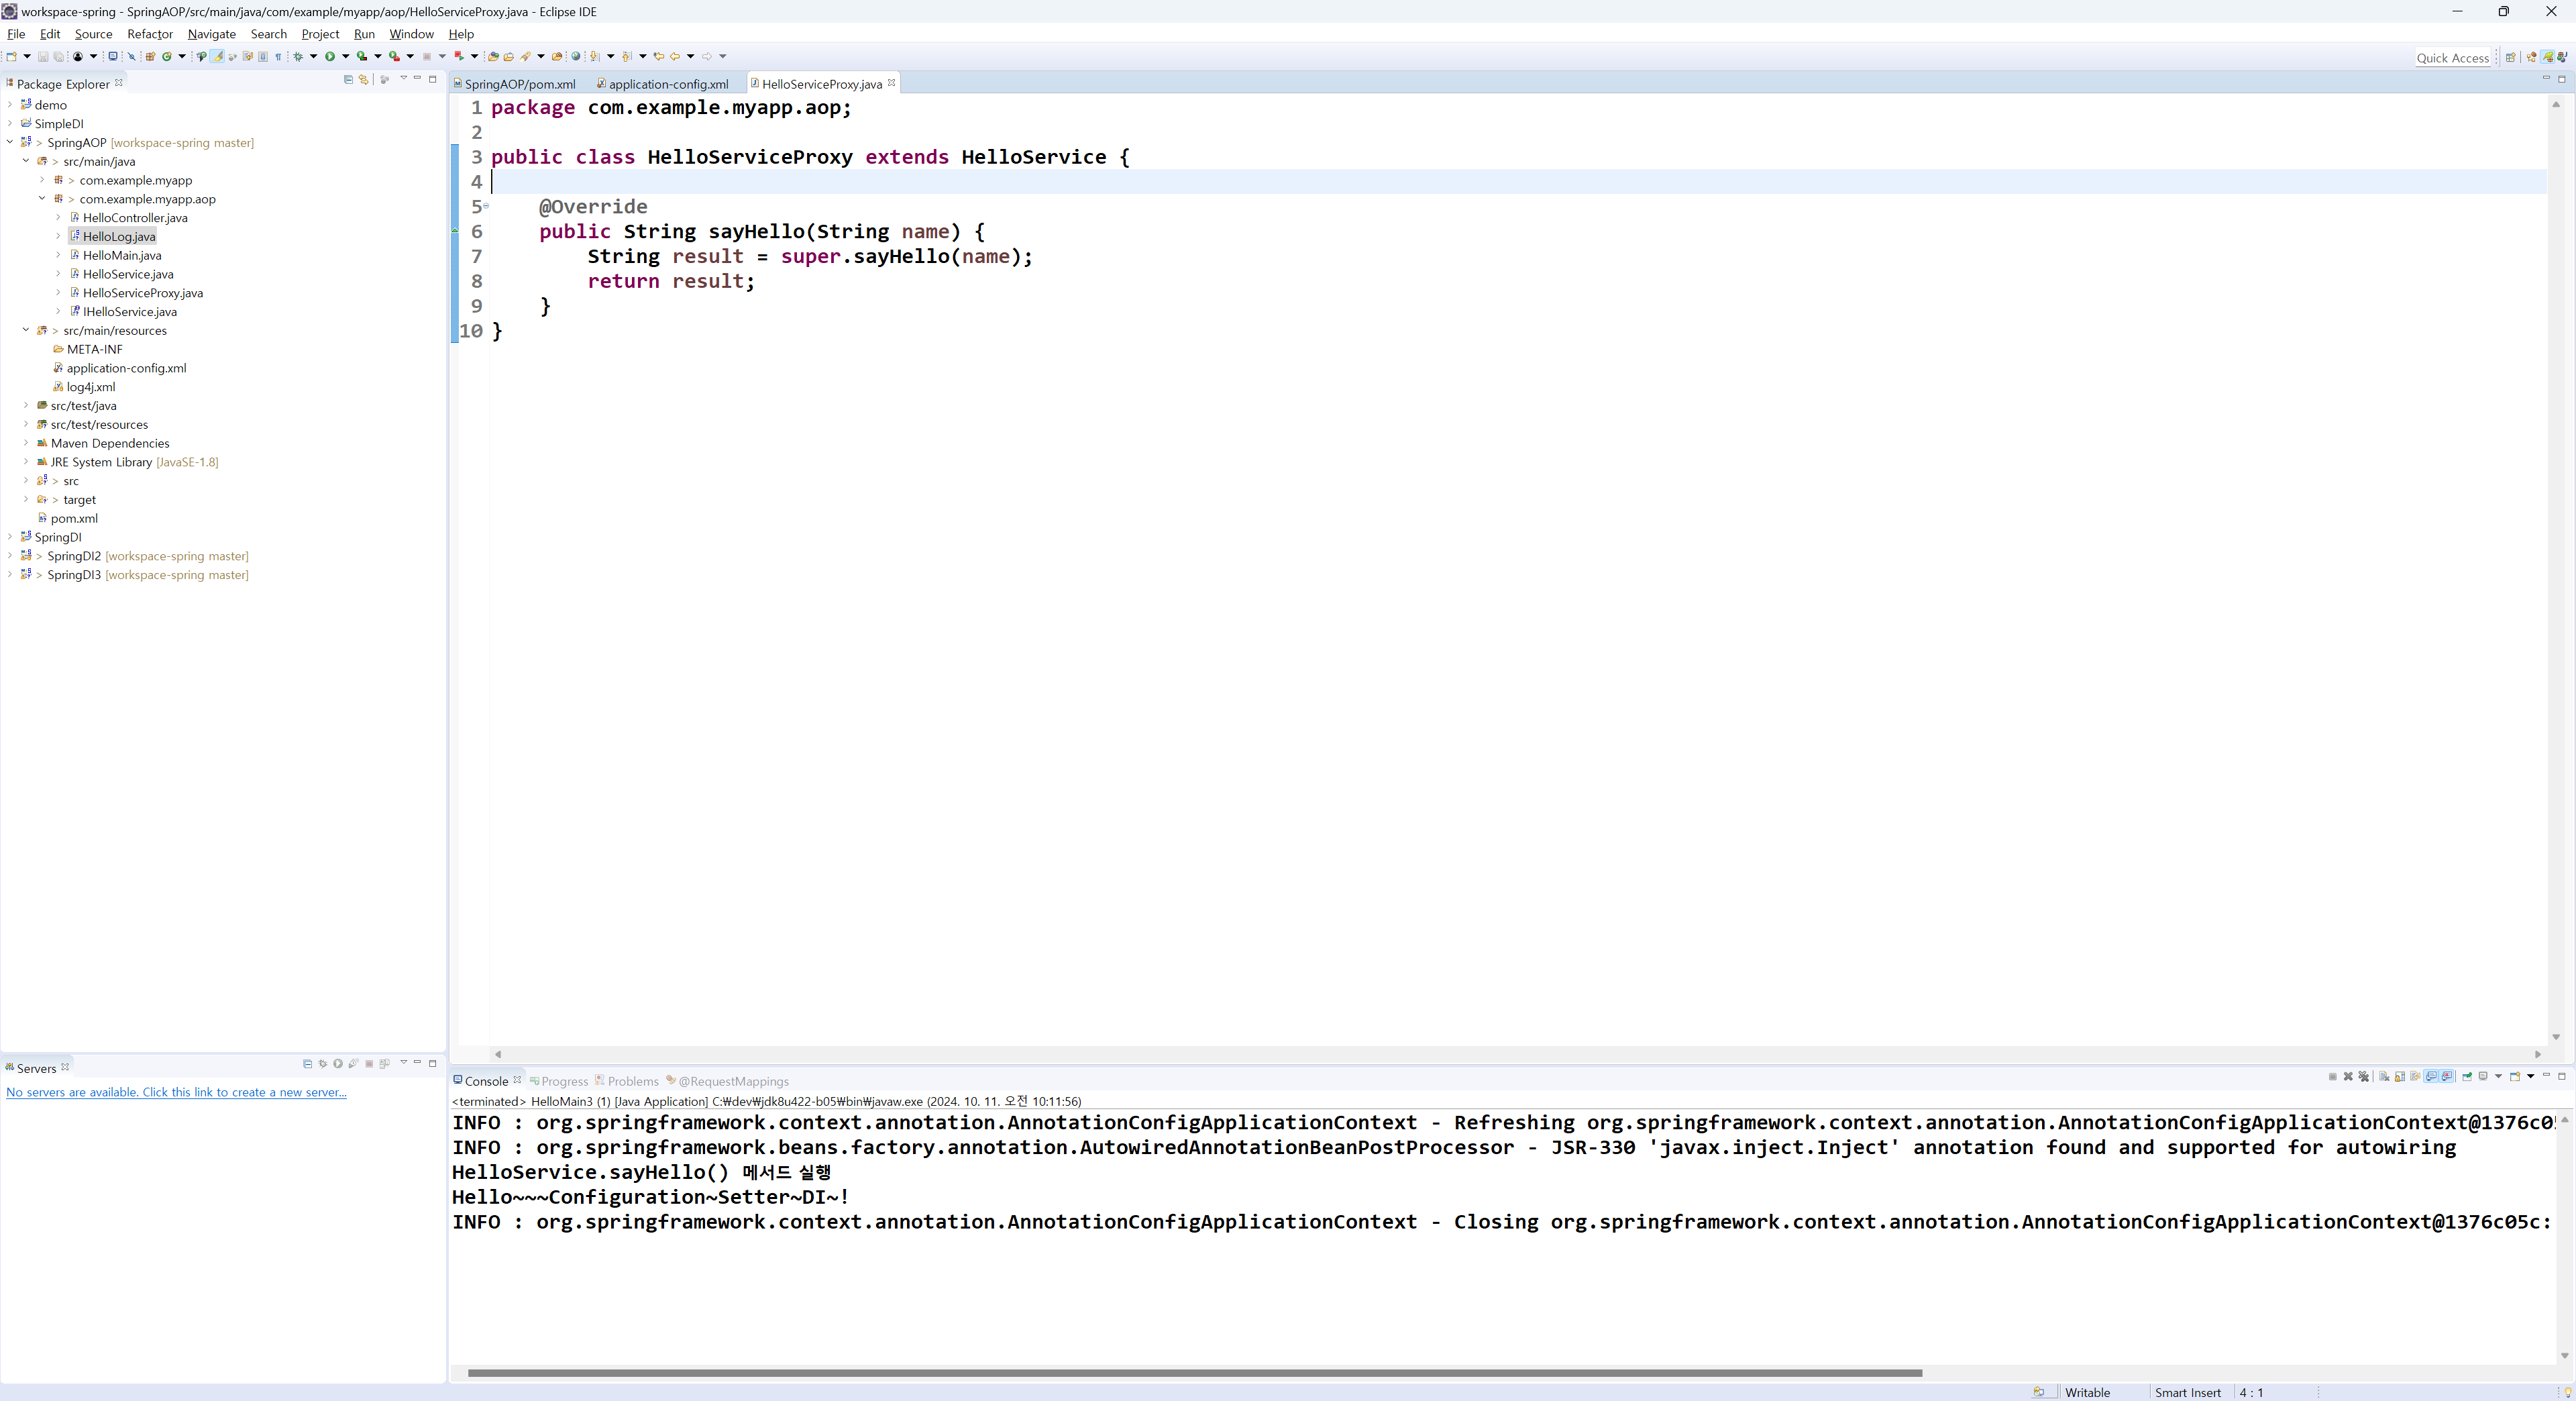 workspace-spring - SpringAOP/src/main/java/com/example/myapp/aop/HelloServiceProxy.java - Eclipse IDE
File Edit Source Refactor Navigate Search Project Run Window Help
Quick Access
Package Explorer
demo
SimpleDI
> SpringAOP [workspace-spring master]
> src/main/java
> com.example.myapp
> com.example.myapp.aop
HelloController.java
HelloLog.java
HelloMain.java
HelloService.java
HelloServiceProxy.java
IHelloService.java
> src/main/resources
META-INF
application-config.xml
log4j.xml
src/test/java
src/test/resources
Maven Dependencies
JRE System Library [JavaSE-1.8]
> src
> target
pom.xml
SpringDI
> SpringDI2 [workspace-spring master]
> SpringDI3 [workspace-spring master]
SpringAOP/pom.xml application-config.xml HelloServiceProxy.java
1 package com.example.myapp.aop;
2
3 public class HelloServiceProxy extends HelloService {
4
5 @Override
6 public String sayHello(String name) {
7 String result = super.sayHello(name);
8 return result;
9 }
10 }
Servers
No servers are available. Click this link to create a new server...
Console Progress Problems @RequestMappings
<terminated> HelloMain3 (1) [Java Application] C:₩dev₩jdk8u422-b05₩bin₩javaw.exe (2024. 10. 11. 오전 10:11:56)
INFO : org.springframework.context.annotation.AnnotationConfigApplicationContext - Refreshing org.springframework.context.annotation.AnnotationConfigApplicationContext@1376c0
INFO : org.springframework.beans.factory.annotation.AutowiredAnnotationBeanPostProcessor - JSR-330 'javax.inject.Inject' annotation found and supported for autowiring
HelloService.sayHello() 메서드 실행
Hello~~~Configuration~Setter~DI~!
INFO : org.springframework.context.annotation.AnnotationConfigApplicationContext - Closing org.springframework.context.annotation.AnnotationConfigApplicationContext@1376c05c:
Writable Smart Insert 4 : 1